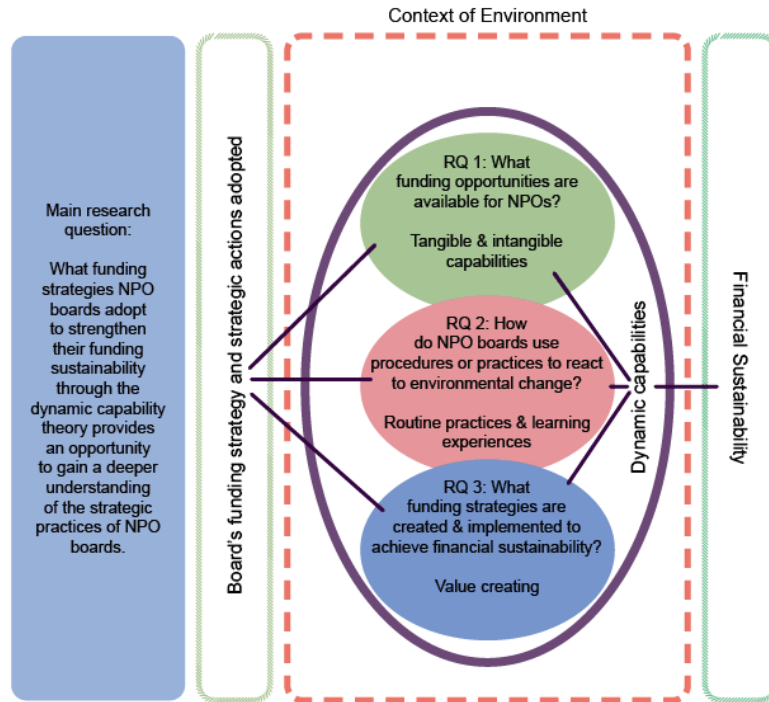 Context of Environment
Main research
question:
What funding
strategies NPO
boards adopt
to strengthen
their funding
sustainability
through the
dynamic capability
theory provides
an opportunity
to gain a deeper
understanding
of the strategic
practices of NPO
boards.
Board's funding strategy and strategic actions adopted
RQ 1: What
funding opportunities are
available for NPOs?
Tangible & intangible
capabilities
RQ 2: How
do NPO boards use
procedures or practices to react
to environmental change?
Routine practices & learning
experiences
RQ 3: What
funding strategies are
created & implemented to
achieve financial sustainability?
Value creating
Dynamic capabilities
Financial Sustainability